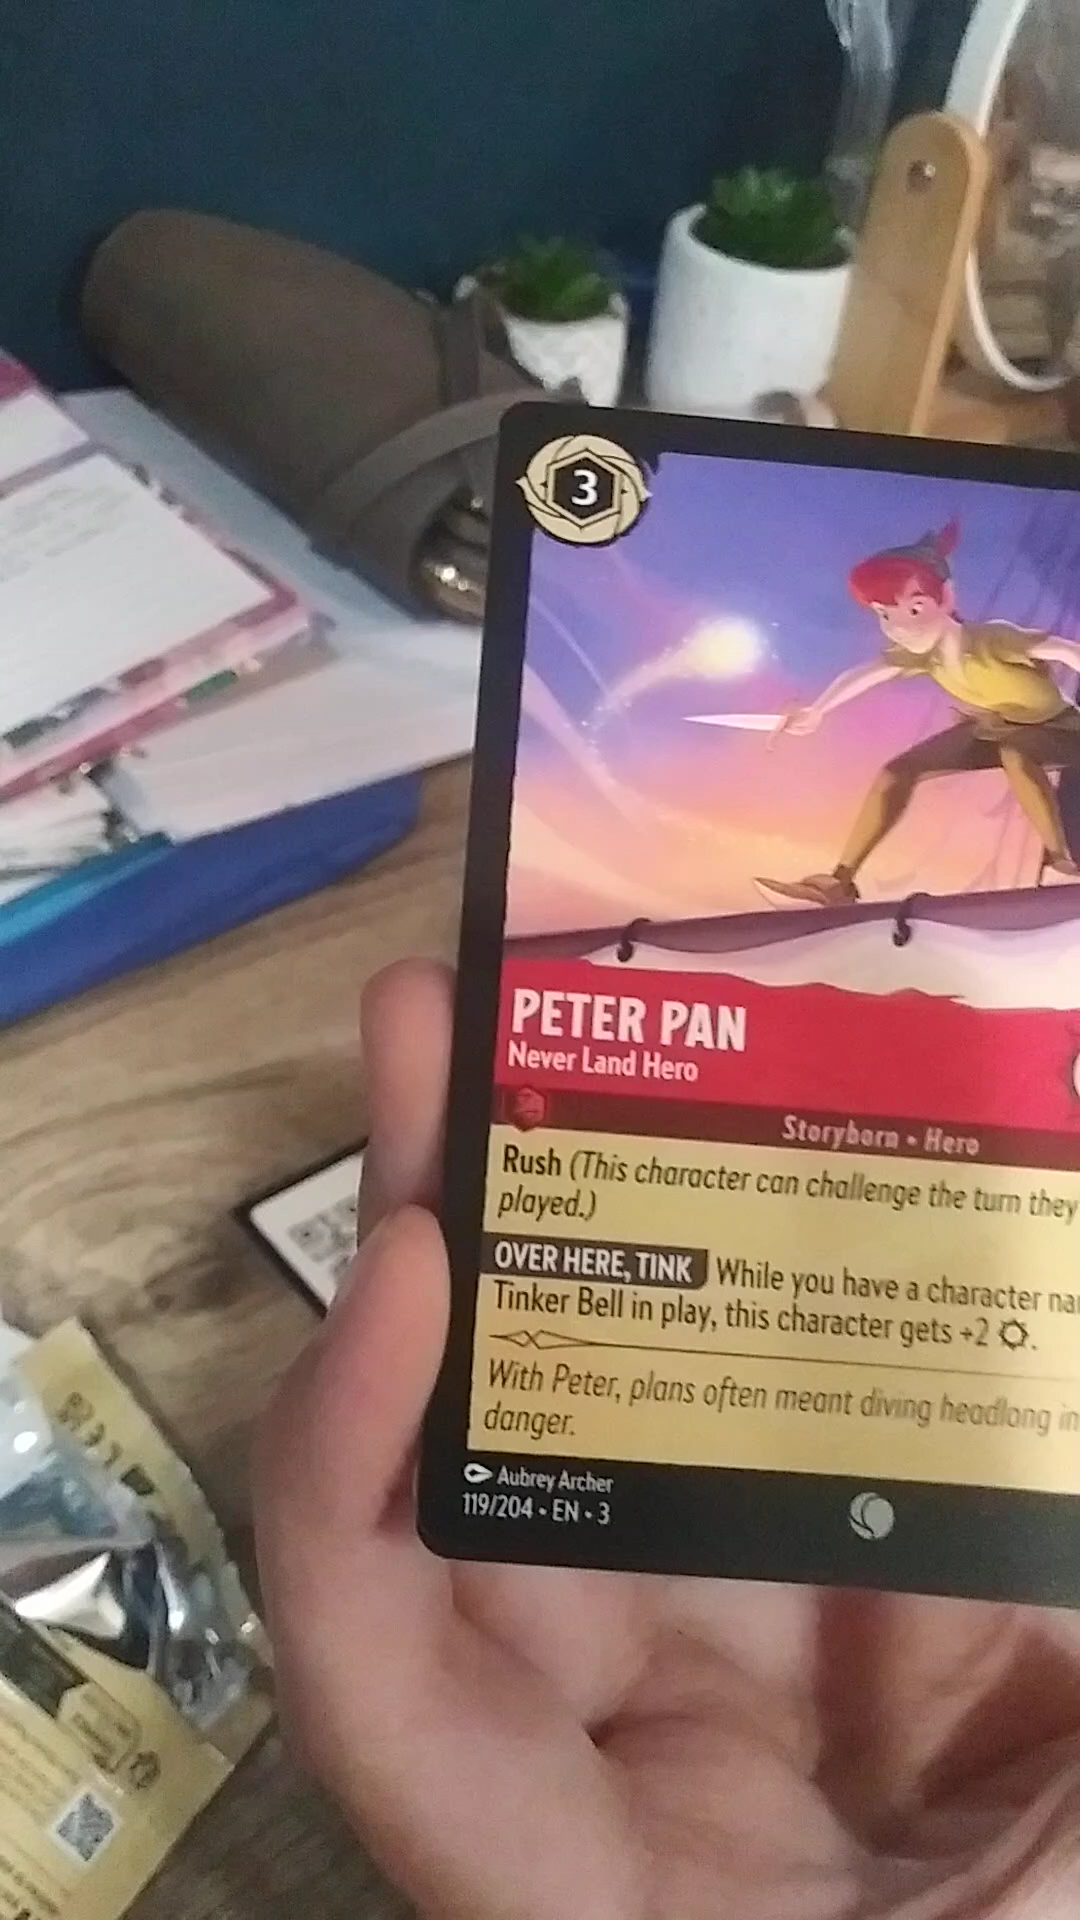 3
PETER PAN
Never Land Hero
Storyborn • Hero
Rush (This character can challenge the turn they
played.)
OVER HERE, TINK While you have a character
Tinker Bell in play, this character gets +2
With Peter, plans often meant diving headlong
danger.
Aubrey Archer
119/204 • EN • 3